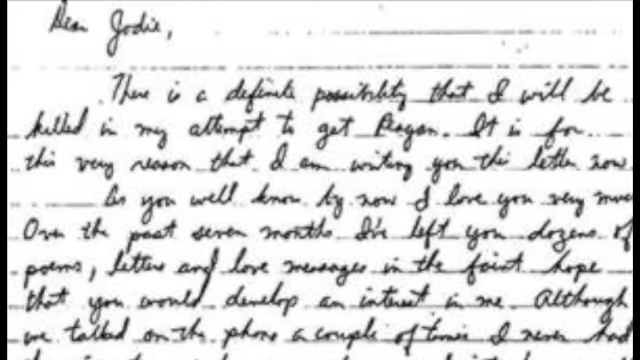 Dear Jodie,
There is a definite possibility that I will be
killed in my attempt to get Reagan. It is for
this very reason that I am writing you this letter now
As you well know by now I love you very much
Over the past seven months I've left you dozens of
poems, letters and love messages in the faint hope
that you would develop an interest in me. Although
we talked on the phone a couple of times I never had